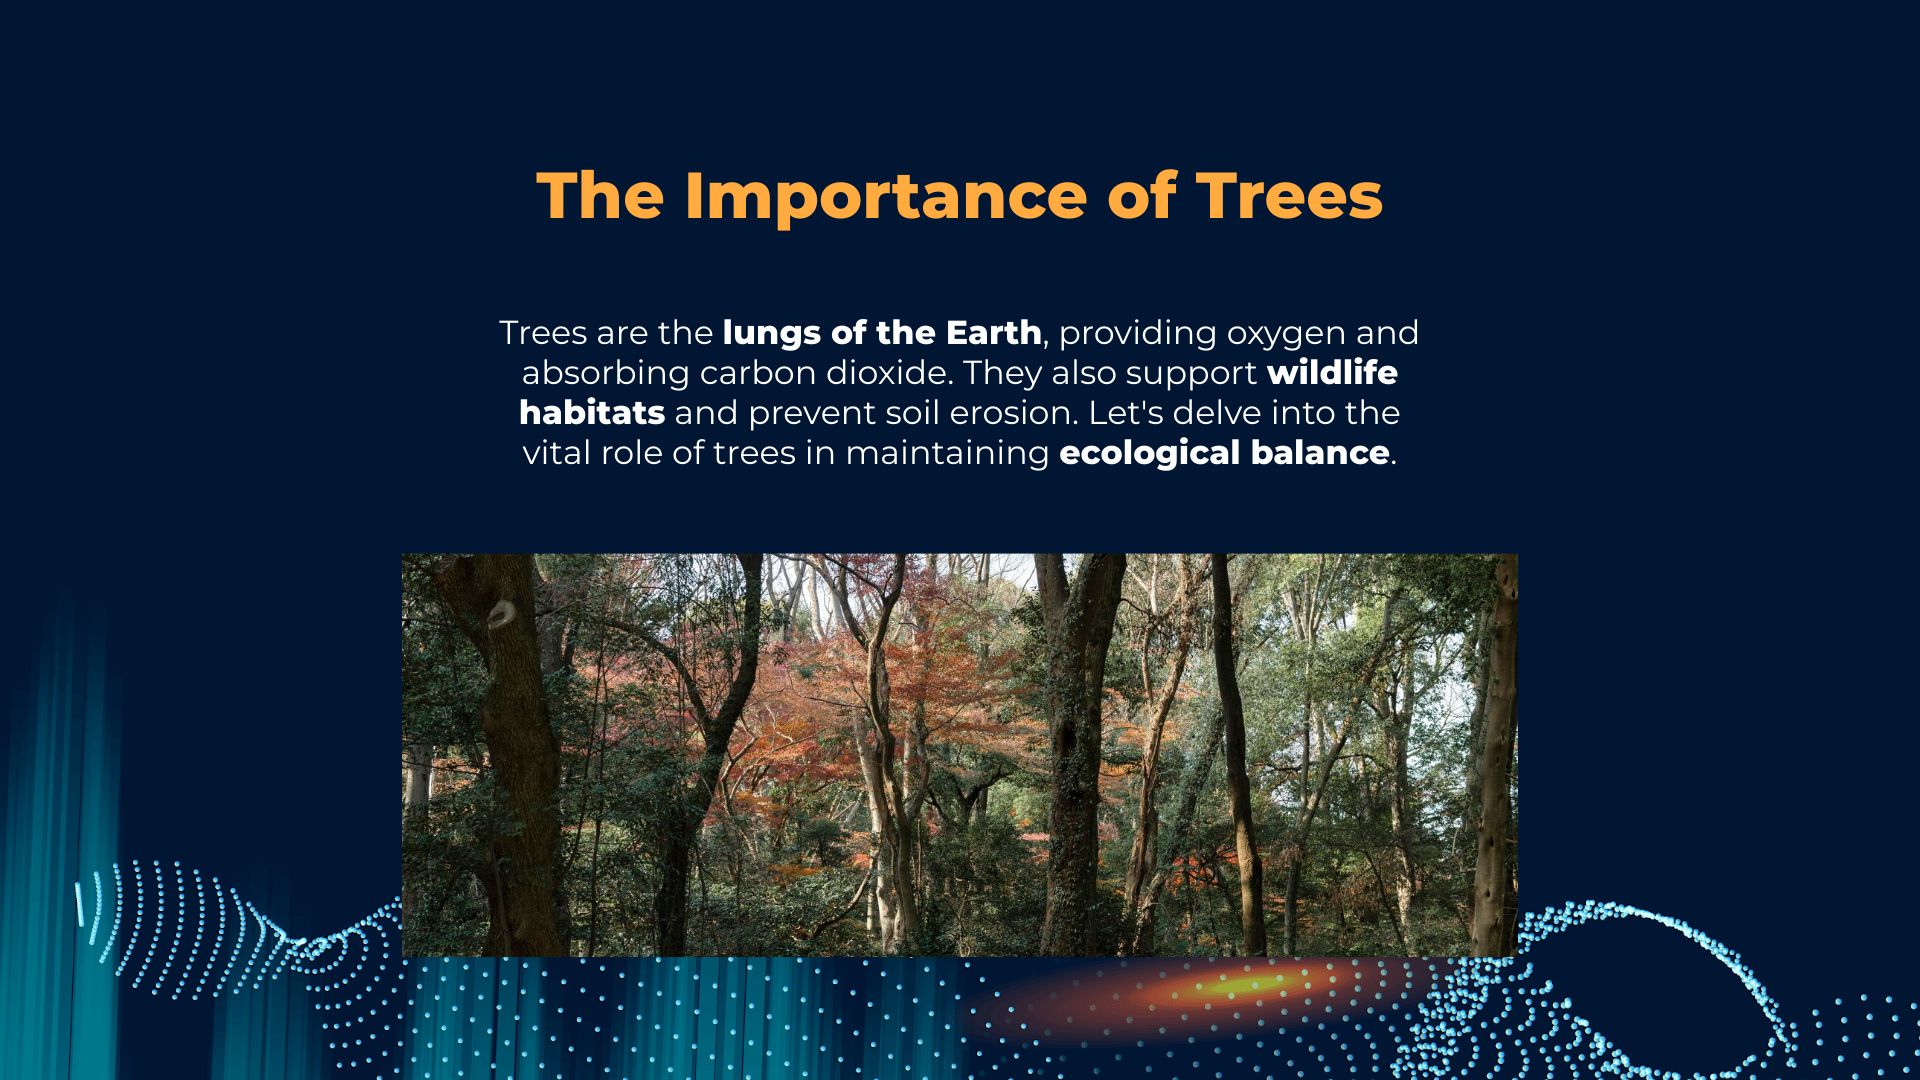 The Importance of Trees
Trees are the lungs of the Earth, providing oxygen and
absorbing carbon dioxide. They also support wildlife
habitats and prevent soil erosion. Let's delve into the
vital role of trees in maintaining ecological balance.